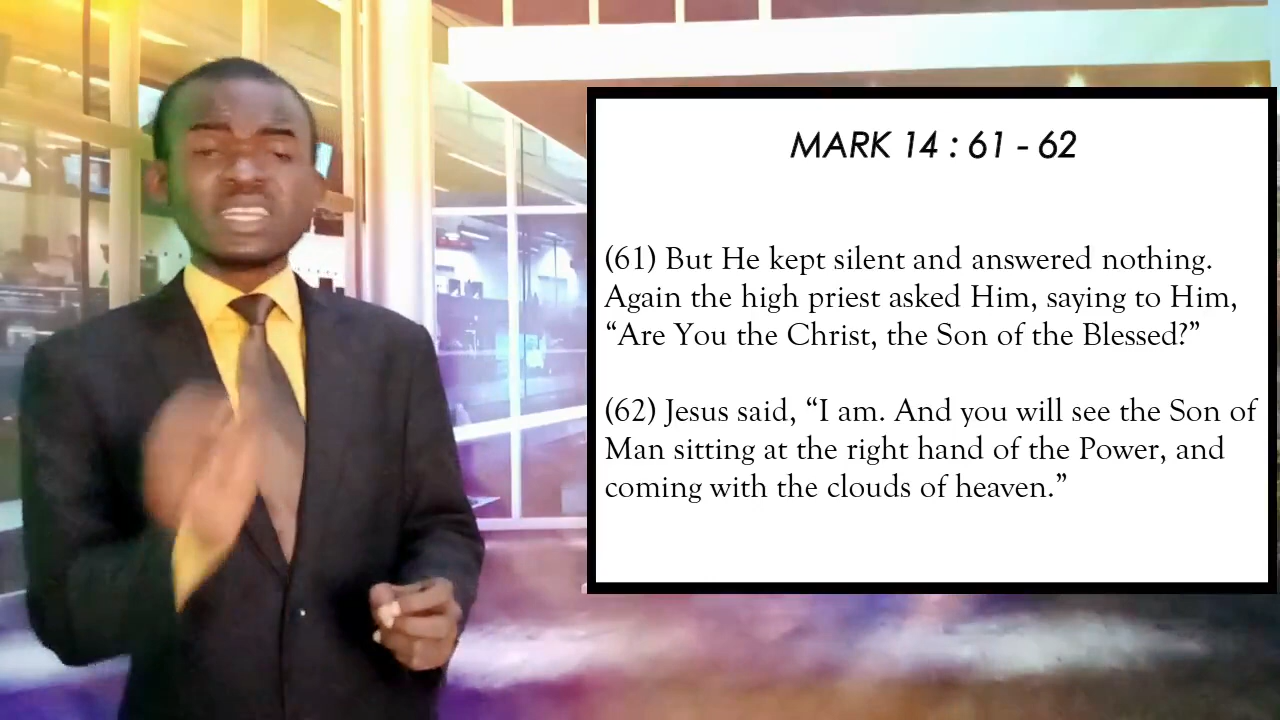 MARK 14 : 61 - 62
(61) But He kept silent and answered nothing.
Again the high priest asked Him, saying to Him,
“Are You the Christ, the Son of the Blessed?”
(62) Jesus said, “I am. And you will see the Son of
Man sitting at the right hand of the Power, and
coming with the clouds of heaven.”